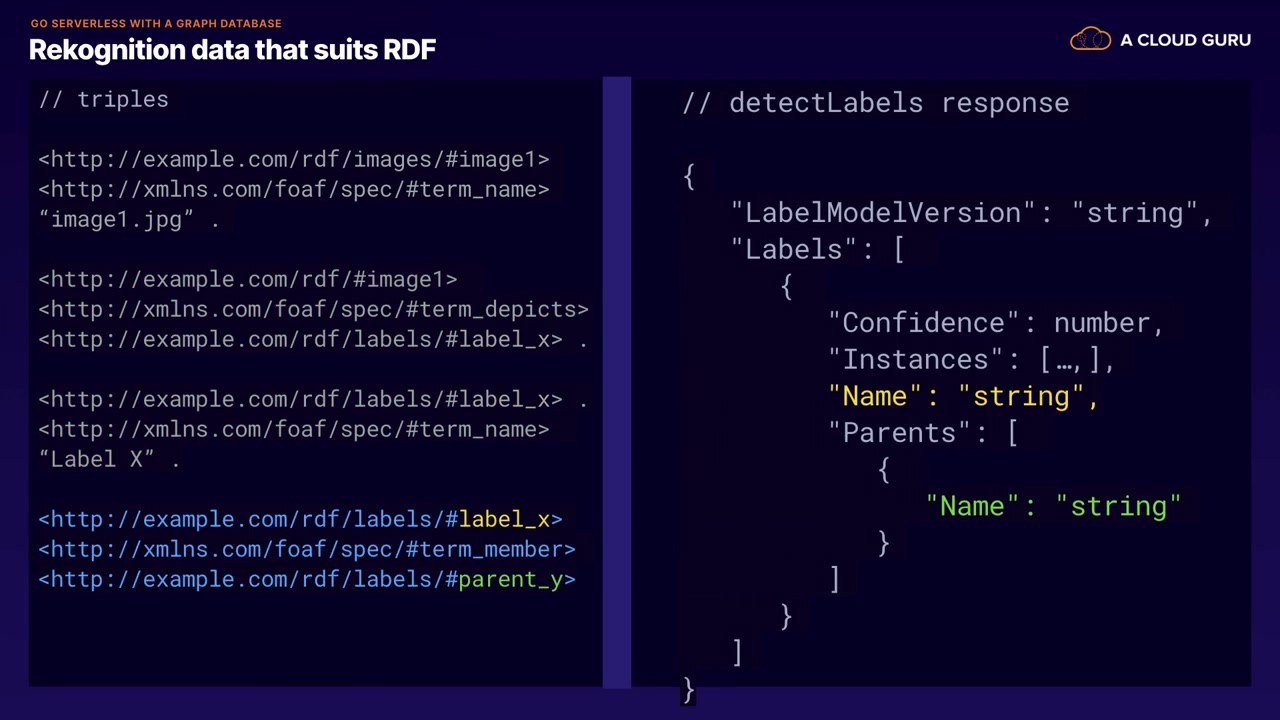 GO SERVERLESS WITH A GRAPH DATABASE
Rekognition data that suits RDF
A CLOUD GURU
// triples
<http://example.com/rdf/images/#image1>
<http://xmlns.com/foaf/spec/#term_name>
“image1.jpg” .
<http://example.com/rdf/#image1>
<http://xmlns.com/foaf/spec/#term_depicts>
<http://example.com/rdf/labels/#label_x> .
<http://example.com/rdf/labels/#label_x> .
<http://xmlns.com/foaf/spec/#term_name>
“Label X” .
<http://example.com/rdf/labels/#label_x>
<http://xmlns.com/foaf/spec/#term_member>
<http://example.com/rdf/labels/#parent_y>
// detectLabels response
{
"LabelModelVersion": "string",
"Labels": [
{
"Confidence": number,
"Instances": […,],
"Name": "string",
"Parents": [
{
"Name": "string"
}
]
}
]
}